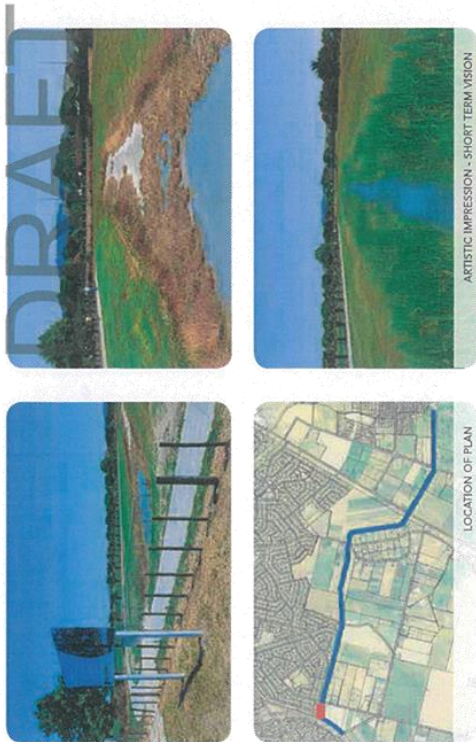 DRAFT
ARTISTIC IMPRESSION - SHORT TERM VISION
LOCATION OF PLAN